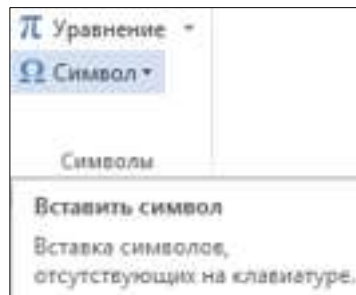 π Уравнение
Ω Символ
Символы
Вставить символ
Вставка символов,
отсутствующих на клавиатуре.